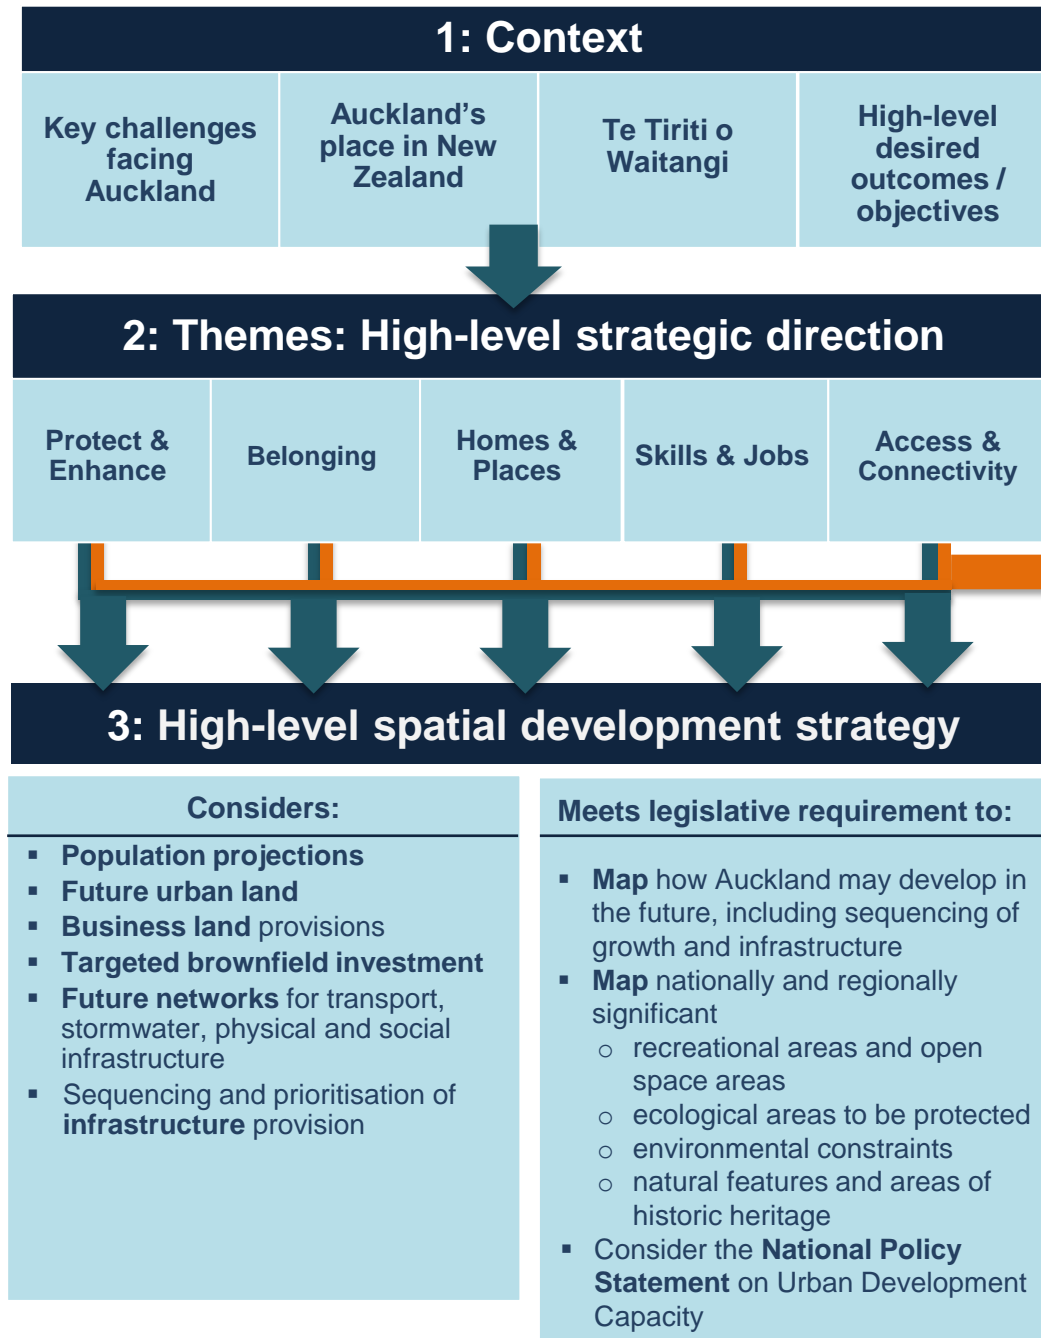 1: Context
Key challenges
facing
Auckland
Auckland's
place in New
Zealand
Te Tiriti o
Waitangi
High-level
desired
outcomes /
objectives
2: Themes: High-level strategic direction
Protect &
Enhance
Belonging
Homes &
Places
Skills & Jobs
Access &
Connectivity
3: High-level spatial development strategy
Considers:
▪ Population projections
▪ Future urban land
▪ Business land provisions
▪ Targeted brownfield investment
▪ Future networks for transport,
stormwater, physical and social
infrastructure
▪ Sequencing and prioritisation of
infrastructure provision
Meets legislative requirement to:
▪ Map how Auckland may develop in
the future, including sequencing of
growth and infrastructure
▪ Map nationally and regionally
significant
○ recreational areas and open
space areas
○ ecological areas to be protected
○ environmental constraints
○ natural features and areas of
historic heritage
▪ Consider the National Policy
Statement on Urban Development
Capacity